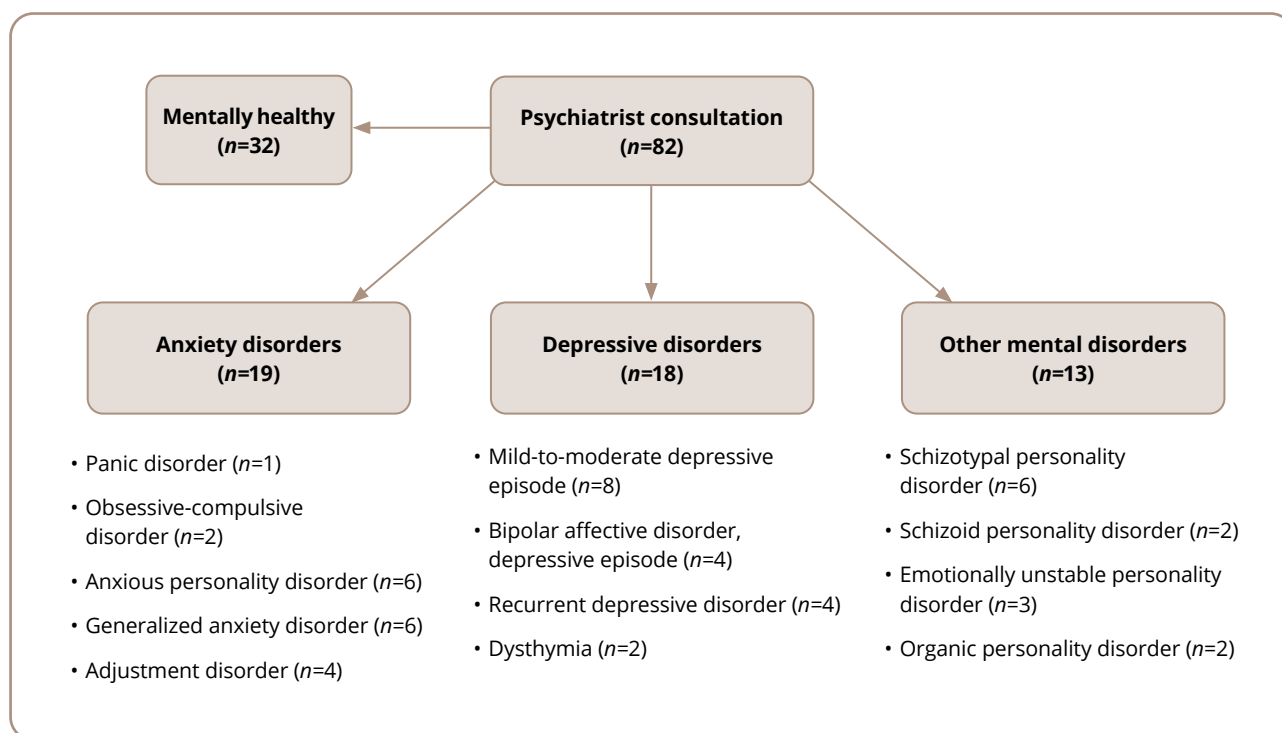 Mentally healthy
(n=32)
Psychiatrist consultation
(n=82)
Anxiety disorders
(n=19)
Depressive disorders
(n=18)
Other mental disorders
(n=13)
• Panic disorder (n=1)
• Obsessive-compulsive
disorder (n=2)
• Anxious personality disorder (n=6)
• Generalized anxiety disorder (n=6)
• Adjustment disorder (n=4)
• Mild-to-moderate depressive
episode (n=8)
• Bipolar affective disorder,
depressive episode (n=4)
• Recurrent depressive disorder (n=4)
• Dysthymia (n=2)
• Schizotypal personality
disorder (n=6)
• Schizoid personality disorder (n=2)
• Emotionally unstable personality
disorder (n=3)
• Organic personality disorder (n=2)